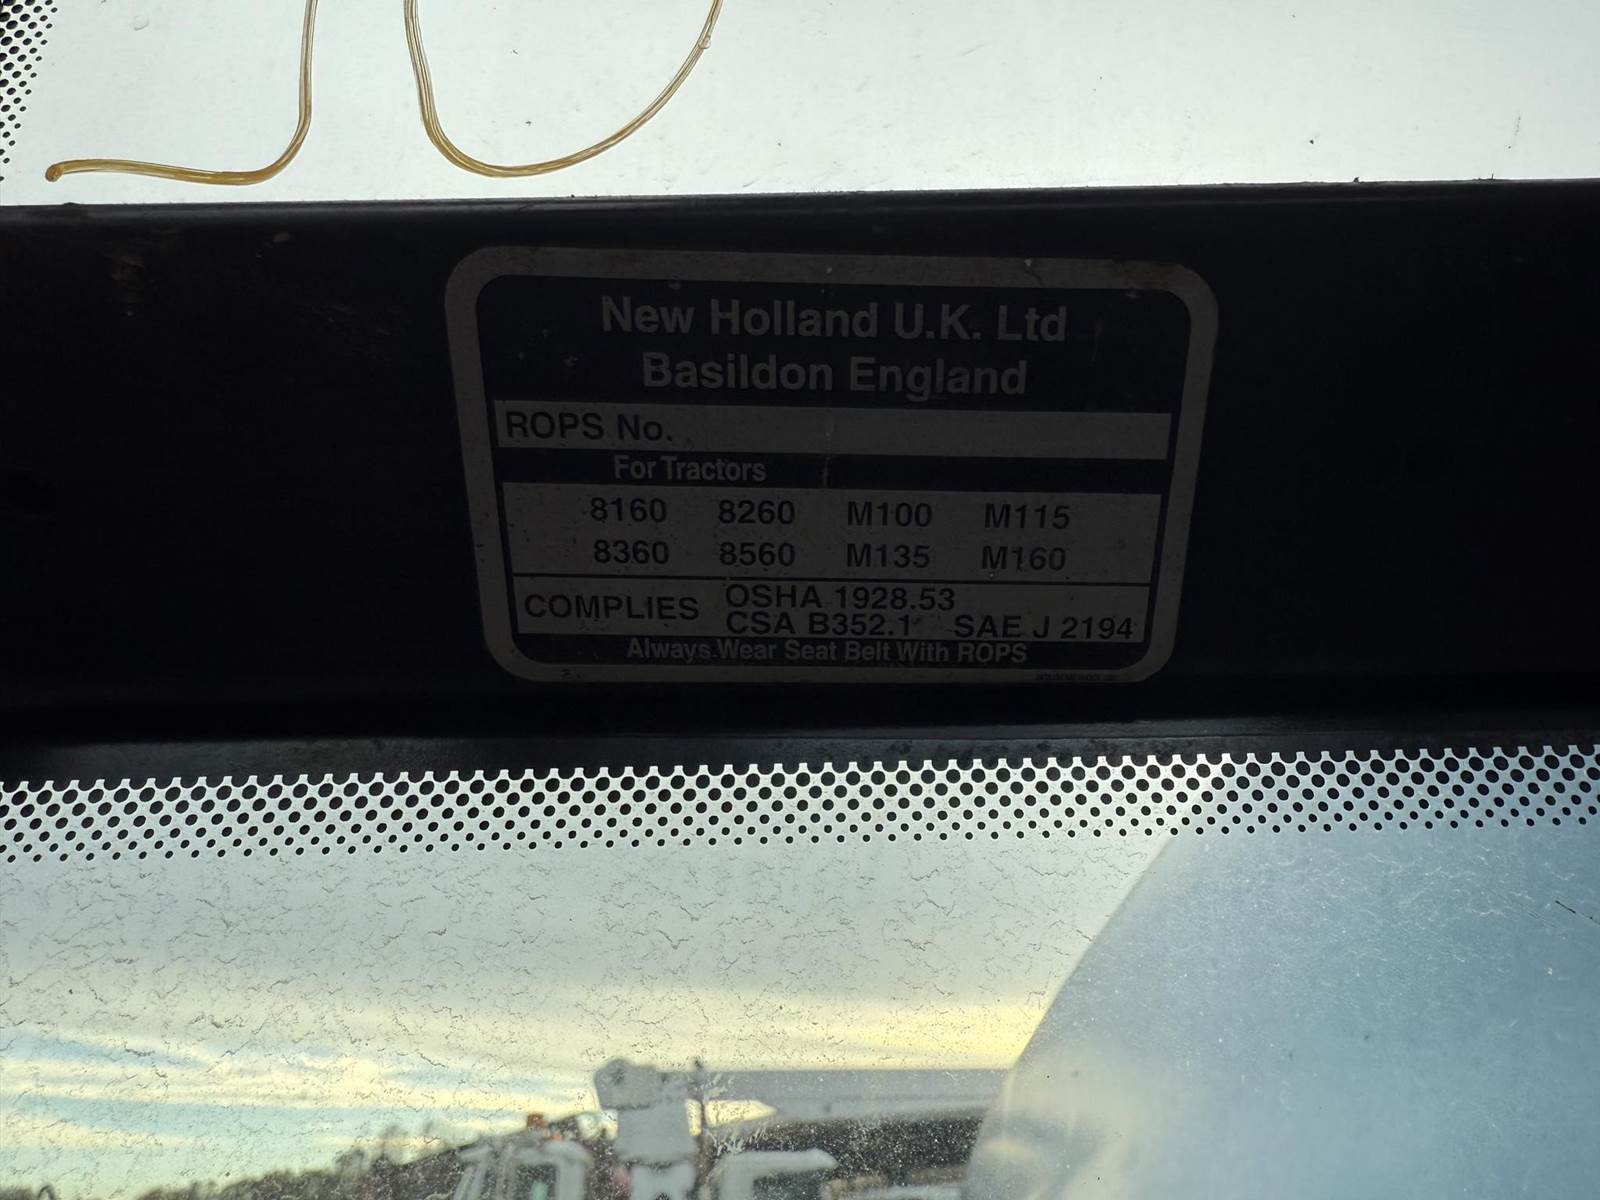 New Holland U.K. Ltd
Basildon England
ROPS No.
For Tractors
8160 8260 M100 M115
8360 8560 M135 M160
COMPLIES OSHA 1928.53
CSA B352.1 SAE J 2194
Always Wear Seat Belt With ROPS